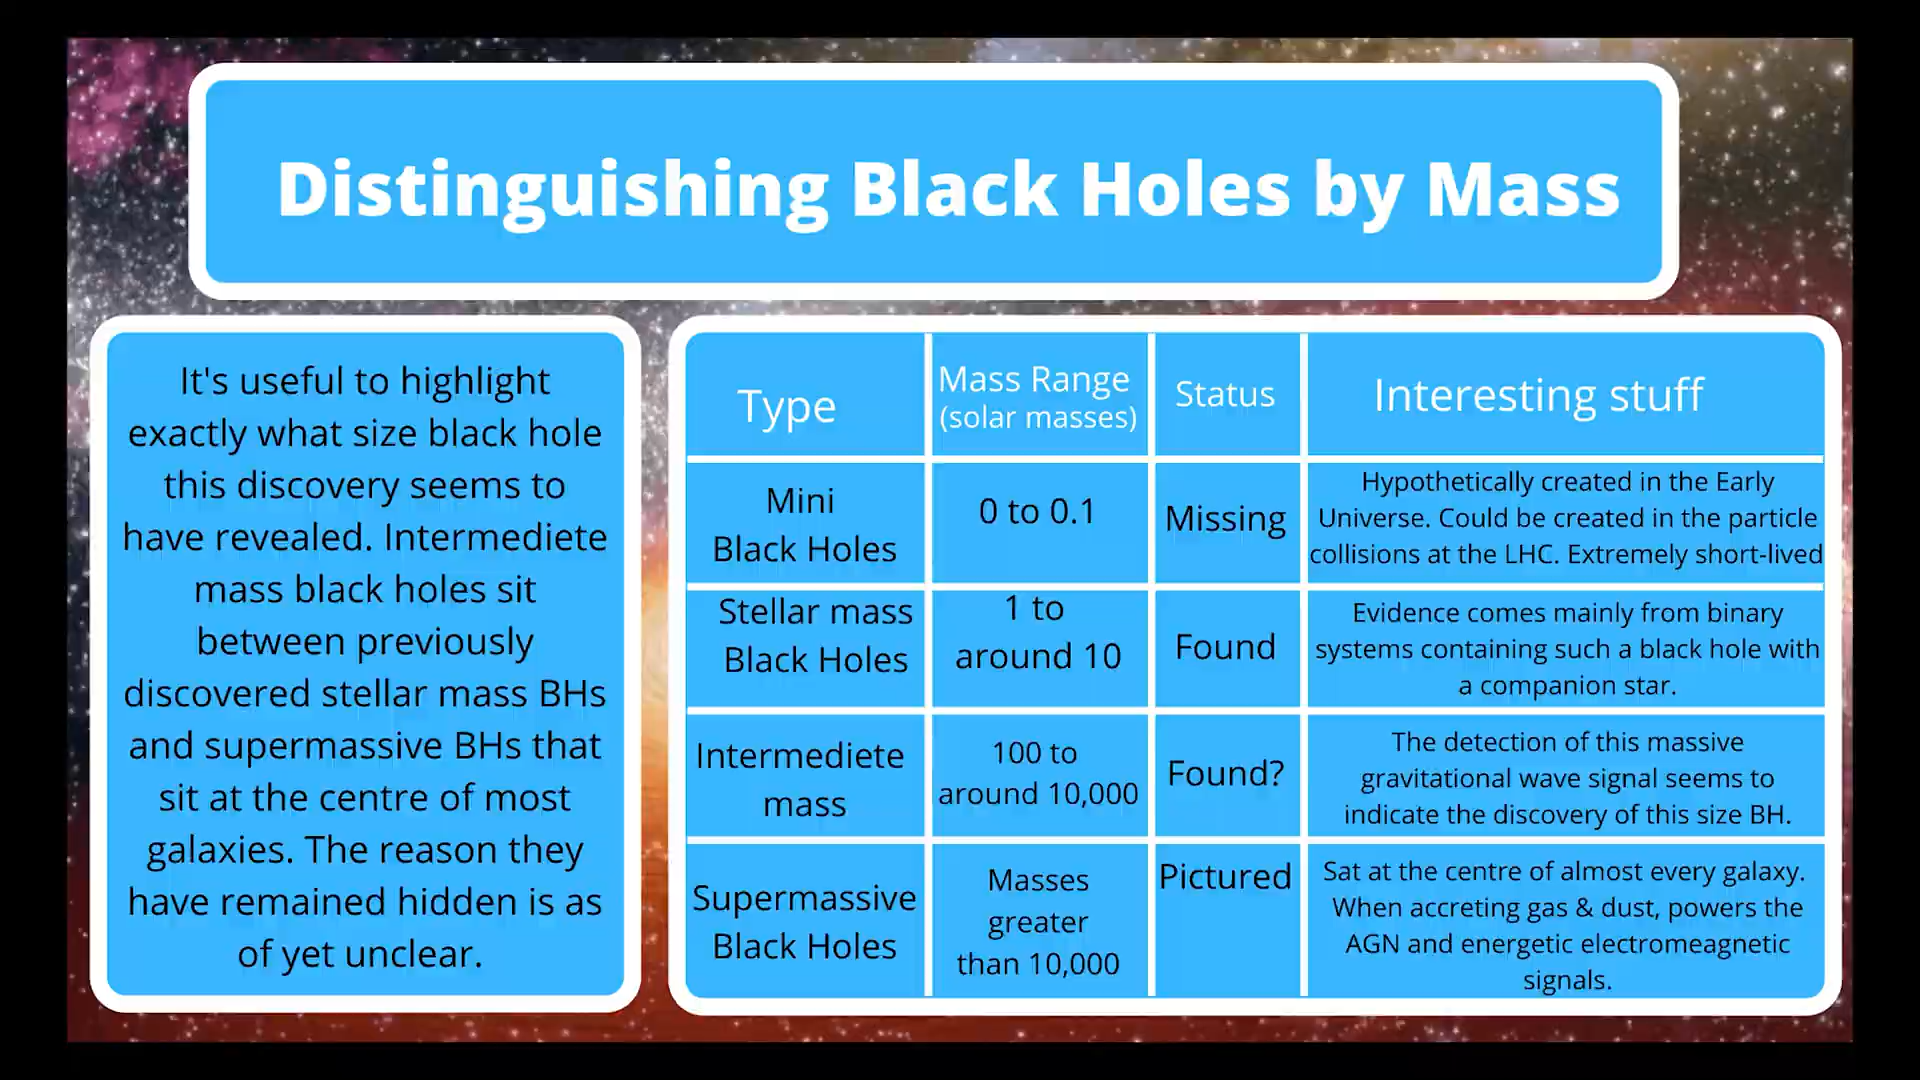 Distinguishing Black Holes by Mass
It's useful to highlight
exactly what size black hole
this discovery seems to
have revealed. Intermediete
mass black holes sit
between previously
discovered stellar mass BHs
and supermassive BHs that
sit at the centre of most
galaxies. The reason they
have remained hidden is as
of yet unclear.
Type
Mass Range
(solar masses)
Status
Interesting stuff
Mini
Black Holes
0 to 0.1
Missing
Hypothetically created in the Early
Universe. Could be created in the particle
collisions at the LHC. Extremely short-lived
Stellar mass
Black Holes
1 to
around 10
Found
Evidence comes mainly from binary
systems containing such a black hole with
a companion star.
Intermediete
mass
100 to
around 10,000
Found?
The detection of this massive
gravitational wave signal seems to
indicate the discovery of this size BH.
Supermassive
Black Holes
Masses
greater
than 10,000
Pictured
Sat at the centre of almost every galaxy.
When accreting gas & dust, powers the
AGN and energetic electromeagnetic
signals.